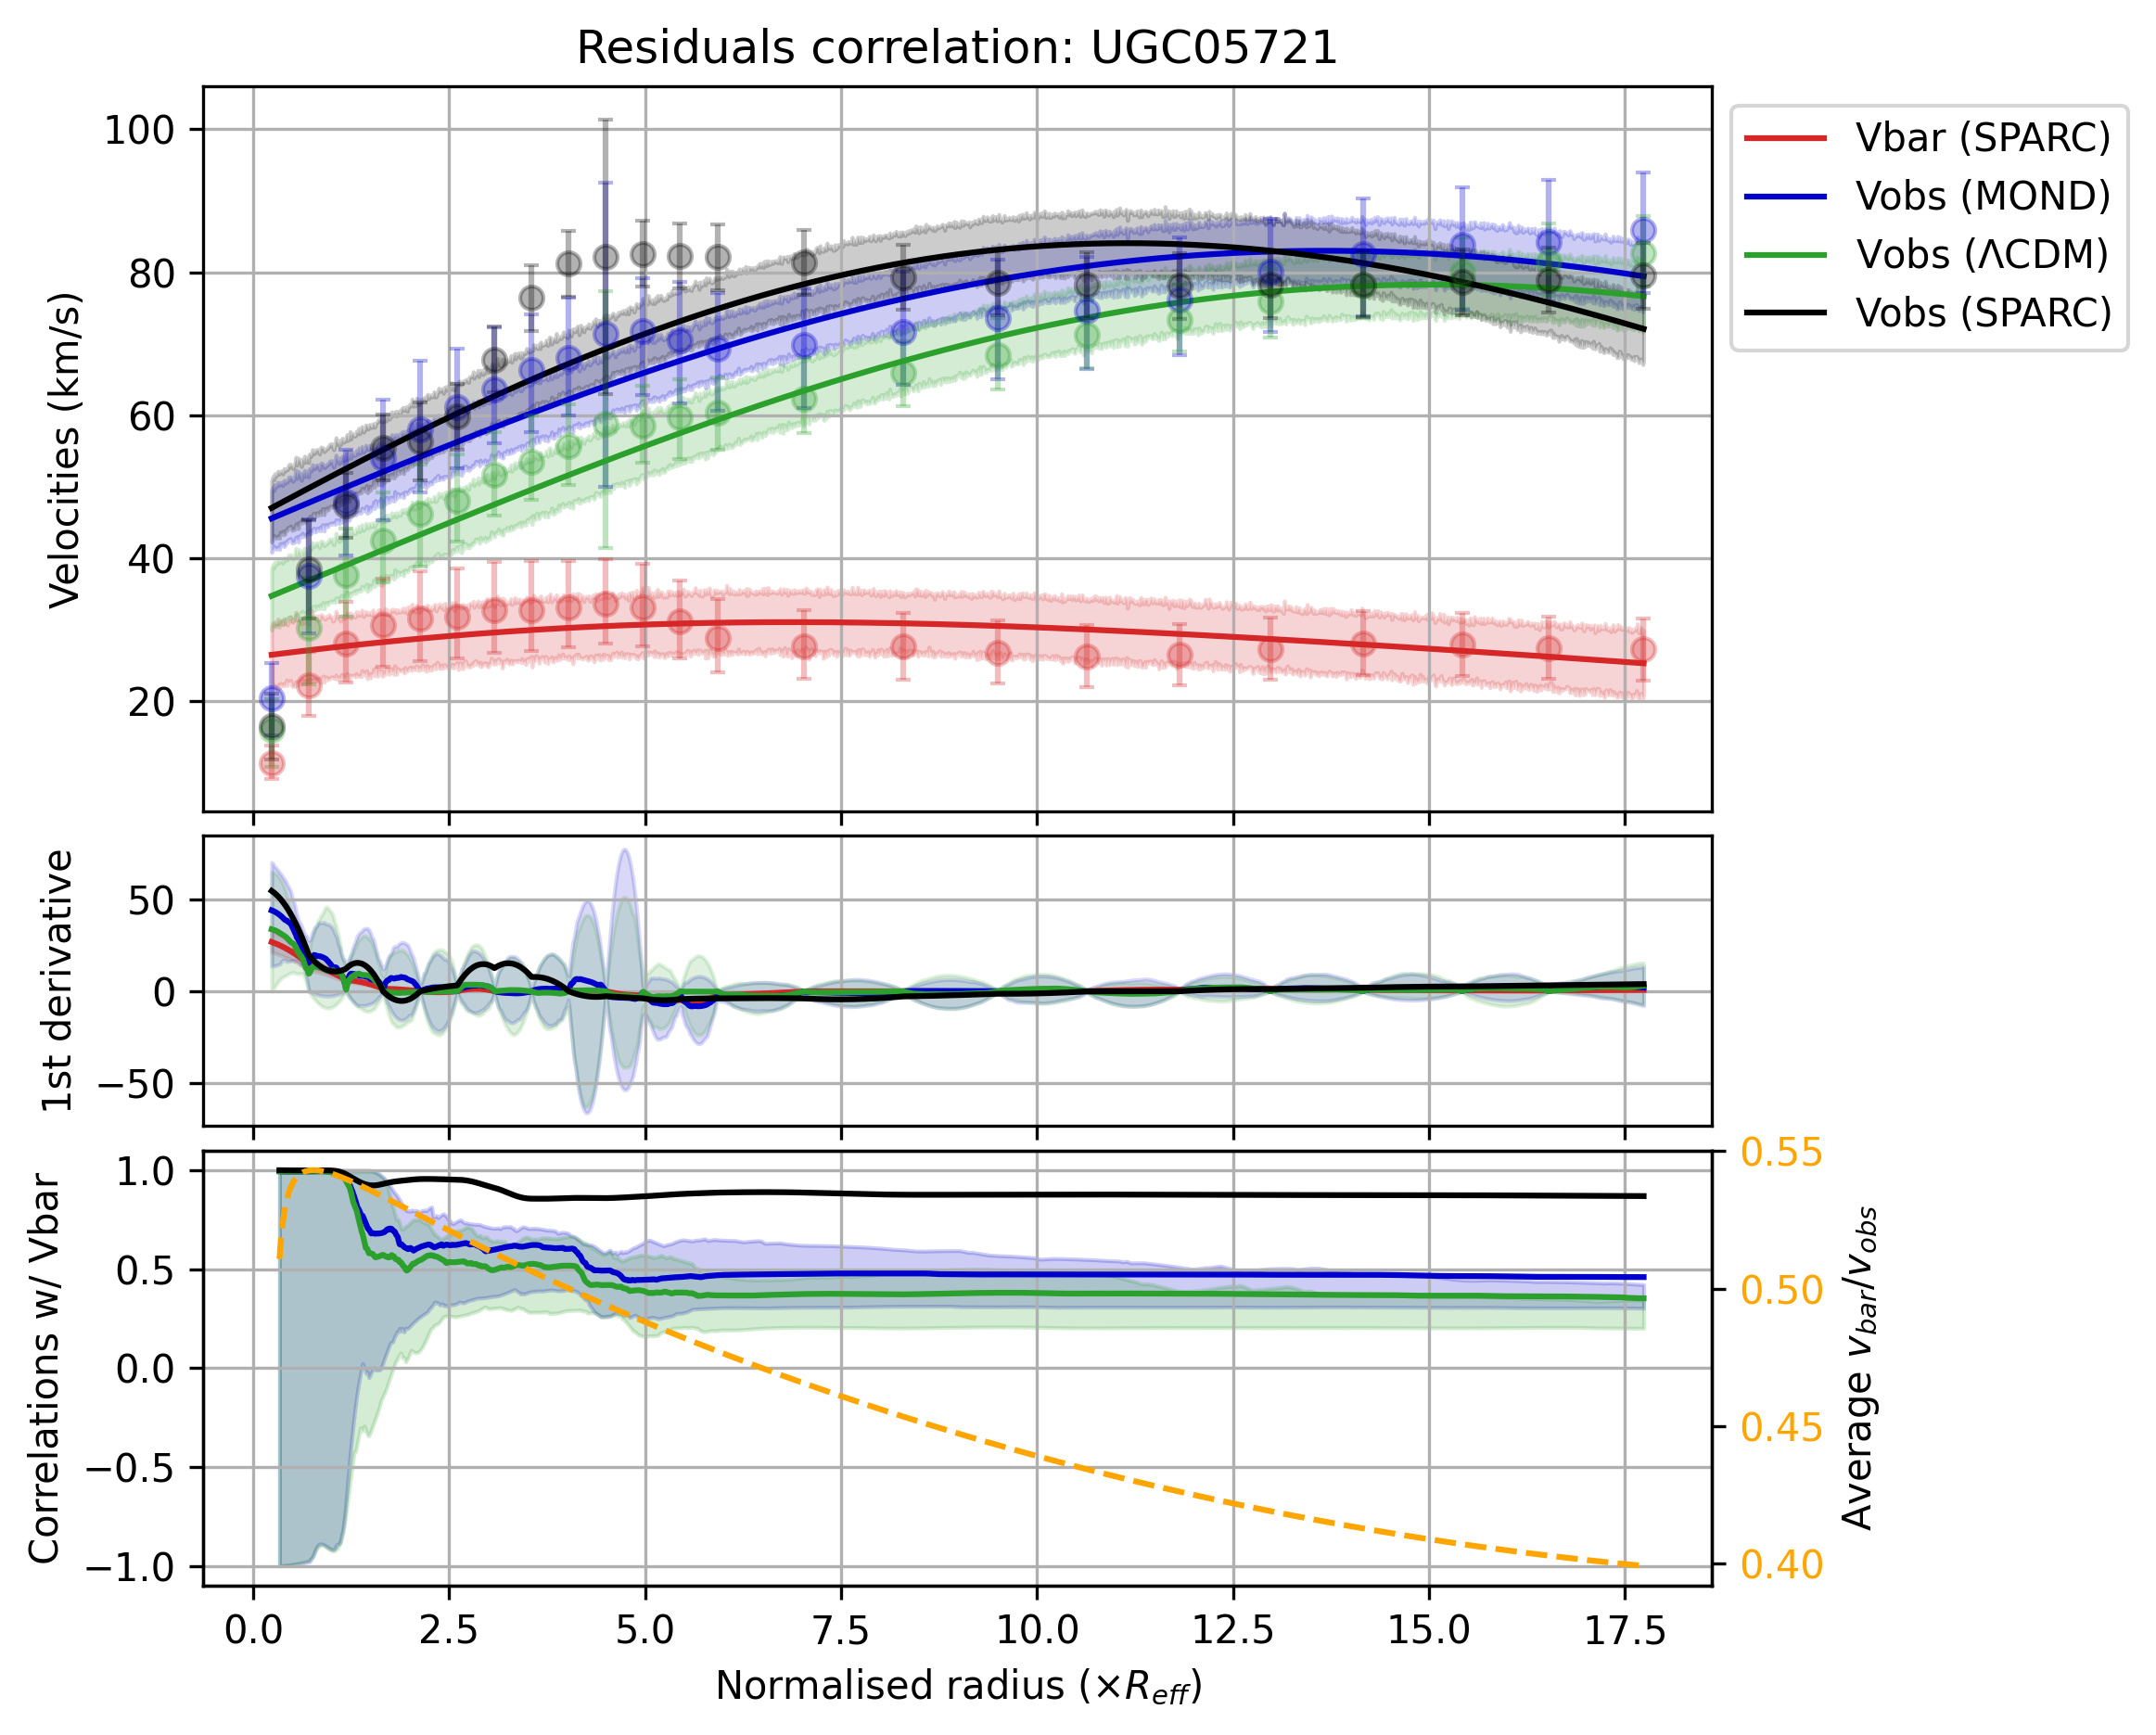 Residuals correlation: UGC05721
100
80
60
40
20
Velocities (km/s)
Vbar (SPARC)
Vobs (MOND)
Vobs (ΛCDM)
Vobs (SPARC)
50
0
−50
1st derivative
1.0
0.5
0.0
−0.5
−1.0
Correlations w/ Vbar
0.55
0.50
0.45
0.40
Average v_bar/v_obs
0.0 2.5 5.0 7.5 10.0 12.5 15.0 17.5
Normalised radius (×R_eff)